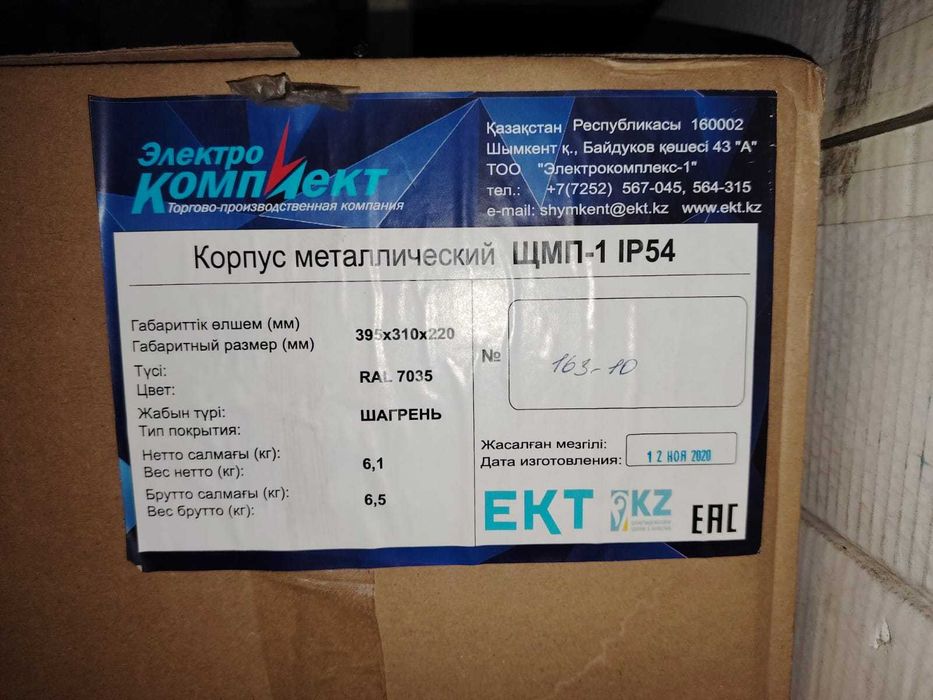 Электро
Комплект
Торгово-производственная компания
Қазақстан Республикасы 160002
Шымкент қ., Байдуков қешесі 43 "А"
ТОО "Электрокомплекс-1"
тел.: +7(7252) 567-045, 564-315
e-mail: shymkent@ekt.kz www.ekt.kz
Корпус металлический ЩМП-1 IP54
Габариттік өлшем (мм)
Габаритный размер (мм)
395x310x220
Түсі:
Цвет:
RAL 7035
Жабын түрі:
Тип покрытия:
ШАГРЕНЬ
Нетто салмағы (кг):
Вес нетто (кг):
6,1
Брутто салмағы (кг):
Вес брутто (кг):
6,5
№
163-10
Жасалған мезгілі:
Дата изготовления:
12 НОЯ 2020
ЕКТ
KZ
ЕАС